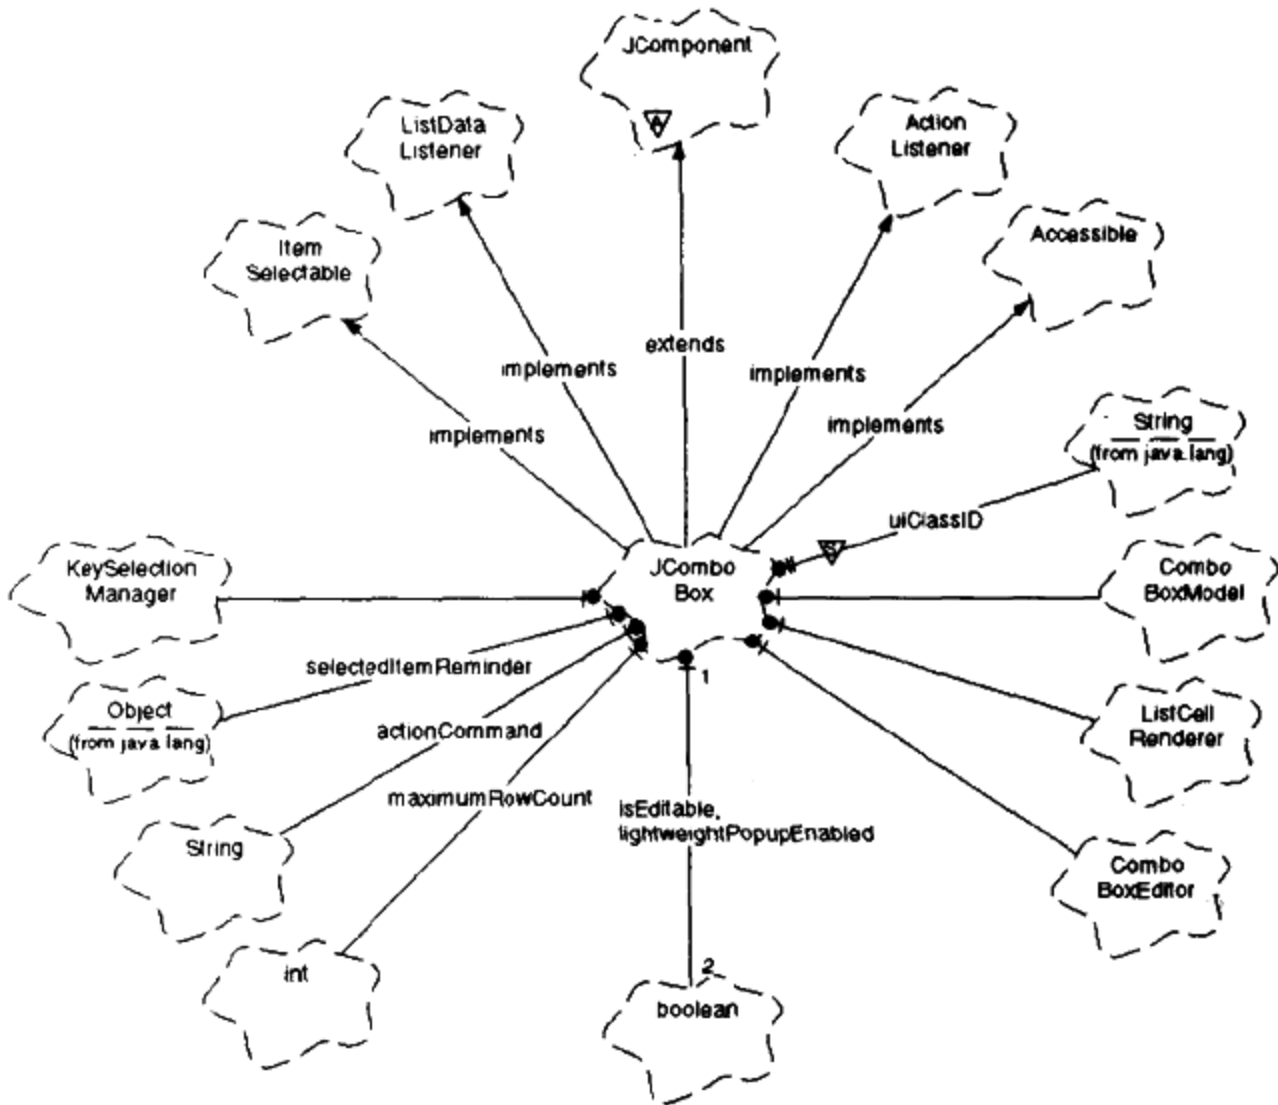 JComponent
A
ListData
Listener
Action
Listener
Item
Selectable
Accessible
extends
implements
implements
implements
implements
String
(from java.lang)
uiClassID
S
KeySelection
Manager
JCombo
Box
Combo
BoxModel
selectedItemReminder
1
Object
(from java.lang)
ListCell
Renderer
actionCommand
maximumRowCount
isEditable,
lightweightPopupEnabled
String
Combo
BoxEditor
int
2
boolean